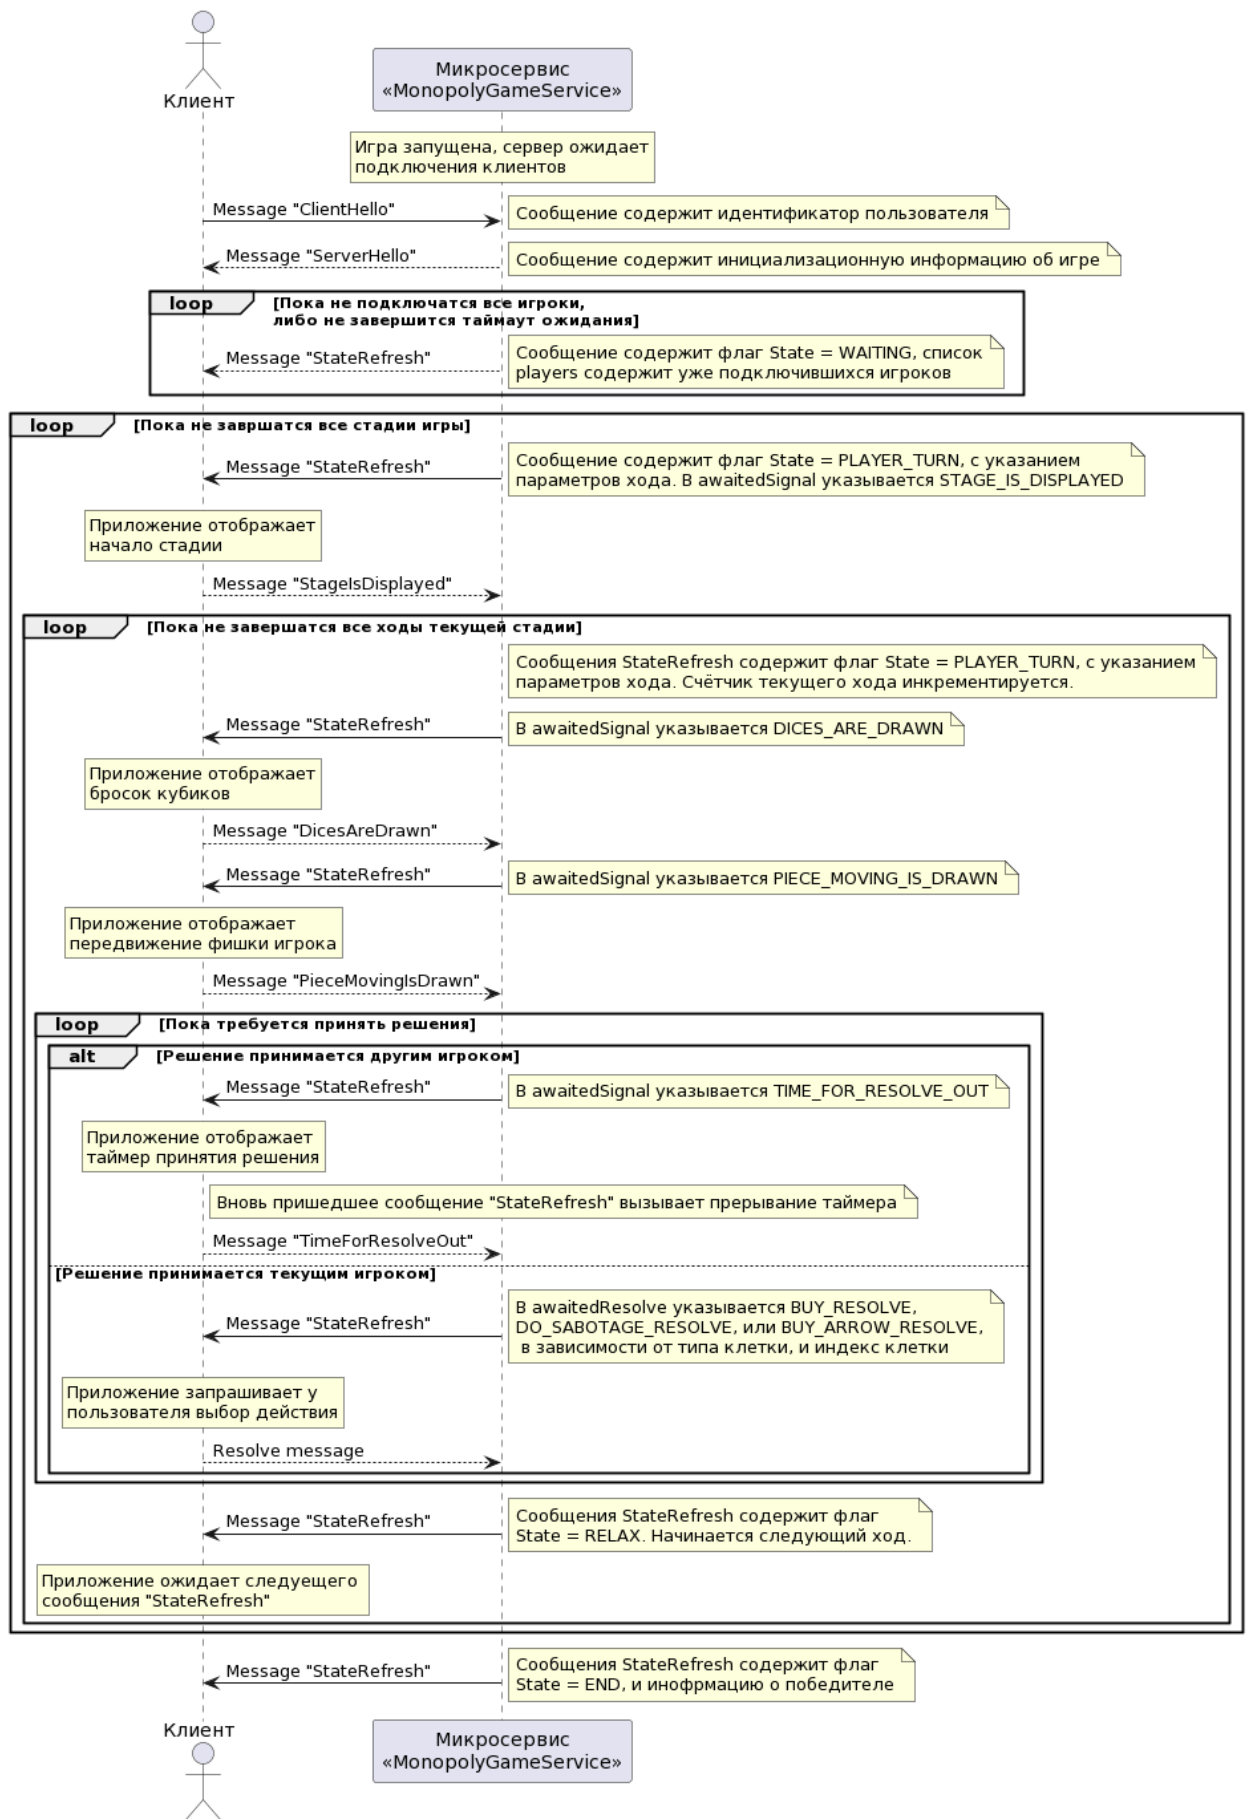 Клиент
Микросервис
«MonopolyGameService»
Игра запущена, сервер ожидает
подключения клиентов
Message "ClientHello"
Сообщение содержит идентификатор пользователя
Message "ServerHello"
Сообщение содержит инициализационную информацию об игре
loop
[Пока не подключатся все игроки,
либо не завершится таймаут ожидания]
Message "StateRefresh"
Сообщение содержит флаг State = WAITING, список
players содержит уже подключившихся игроков
loop
[Пока не завршатся все стадии игры]
Message "StateRefresh"
Сообщение содержит флаг State = PLAYER_TURN, с указанием
параметров хода. В awaitedSignal указывается STAGE_IS_DISPLAYED
Приложение отображает
начало стадии
Message "StageIsDisplayed"
loop
[Пока не завершатся все ходы текущей стадии]
Сообщения StateRefresh содержит флаг State = PLAYER_TURN, с указанием
параметров хода. Счётчик текущего хода инкрементируется.
Message "StateRefresh"
В awaitedSignal указывается DICES_ARE_DRAWN
Приложение отображает
бросок кубиков
Message "DicesAreDrawn"
Message "StateRefresh"
В awaitedSignal указывается PIECE_MOVING_IS_DRAWN
Приложение отображает
передвижение фишки игрока
Message "PieceMovingIsDrawn"
loop
[Пока требуется принять решения]
alt
[Решение принимается другим игроком]
Message "StateRefresh"
В awaitedSignal указывается TIME_FOR_RESOLVE_OUT
Приложение отображает
таймер принятия решения
Вновь пришедшее сообщение "StateRefresh" вызывает прерывание таймера
Message "TimeForResolveOut"
[Решение принимается текущим игроком]
Message "StateRefresh"
В awaitedResolve указывается BUY_RESOLVE,
DO_SABOTAGE_RESOLVE, или BUY_ARROW_RESOLVE,
в зависимости от типа клетки, и индекс клетки
Приложение запрашивает у
пользователя выбор действия
Resolve message
Message "StateRefresh"
Сообщения StateRefresh содержит флаг
State = RELAX. Начинается следующий ход.
Приложение ожидает следуещего
сообщения "StateRefresh"
Message "StateRefresh"
Сообщения StateRefresh содержит флаг
State = END, и инофрмацию о победителе
Клиент
Микросервис
«MonopolyGameService»